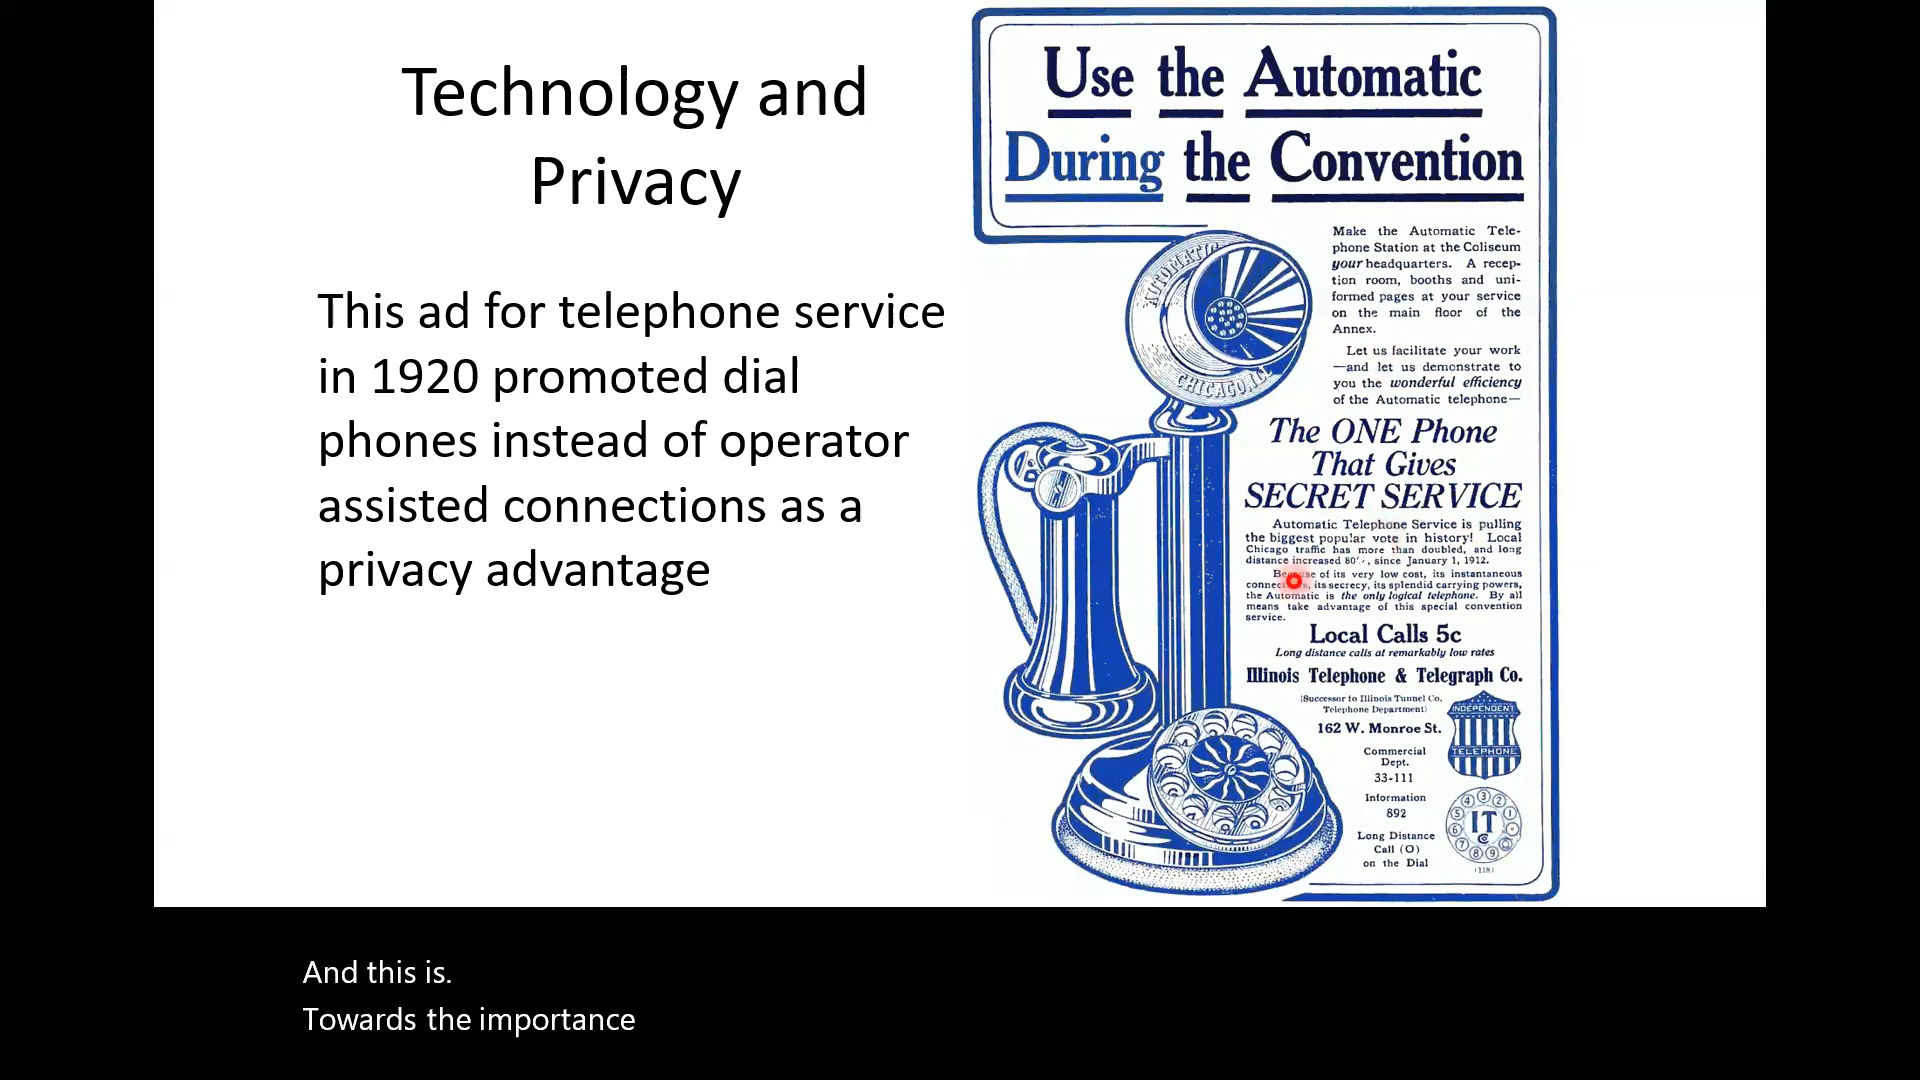 Technology and
Privacy
This ad for telephone service
in 1920 promoted dial
phones instead of operator
assisted connections as a
privacy advantage
Use the Automatic
During the Convention
Make the Automatic Tele-
phone Station at the Coliseum
your headquarters. A recep-
tion room, booths and uni-
formed pages at your service
on the main floor of the
Annex.
Let us facilitate your work
—and let us demonstrate to
you the wonderful efficiency
of the Automatic telephone—
The ONE Phone
That Gives
SECRET SERVICE
Automatic Telephone Service is pulling
the biggest popular vote in history! Local
Chicago traffic has more than doubled, and long
distance increased 80%, since January 1, 1912.
of its very low cost, its instantaneous
its secrecy, its splendid carrying powers,
the Automatic is the only logical telephone. By all
means take advantage of this special convention
service.
Local Calls 5c
Long distance calls at remarkably low rates
Illinois Telephone & Telegraph Co.
(Successor to Illinois Tunnel Co.
Telephone Department)
162 W. Monroe St.
Commercial
Dept.
33-111
Information
892
Long Distance
Call (O)
on the Dial
AUTOMATIC
CHICAGO, ILL
INDEPENDENT
TELEPHONE
IT
(118)
And this is.
Towards the importance